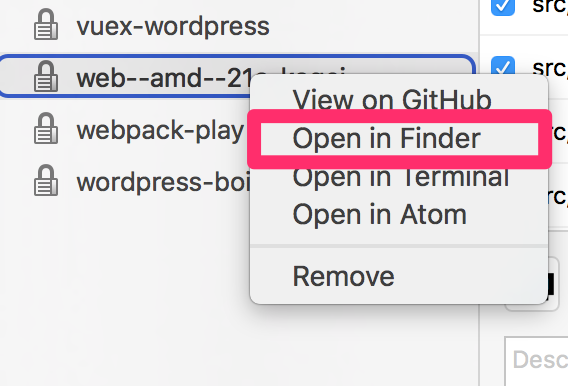 vuex-wordpress
src,
web--amd--21
src,
View on GitHub
webpack-play
Open in Finder
src,
wordpress-boi
Open in Terminal
src,
Open in Atom
Remove
Desc